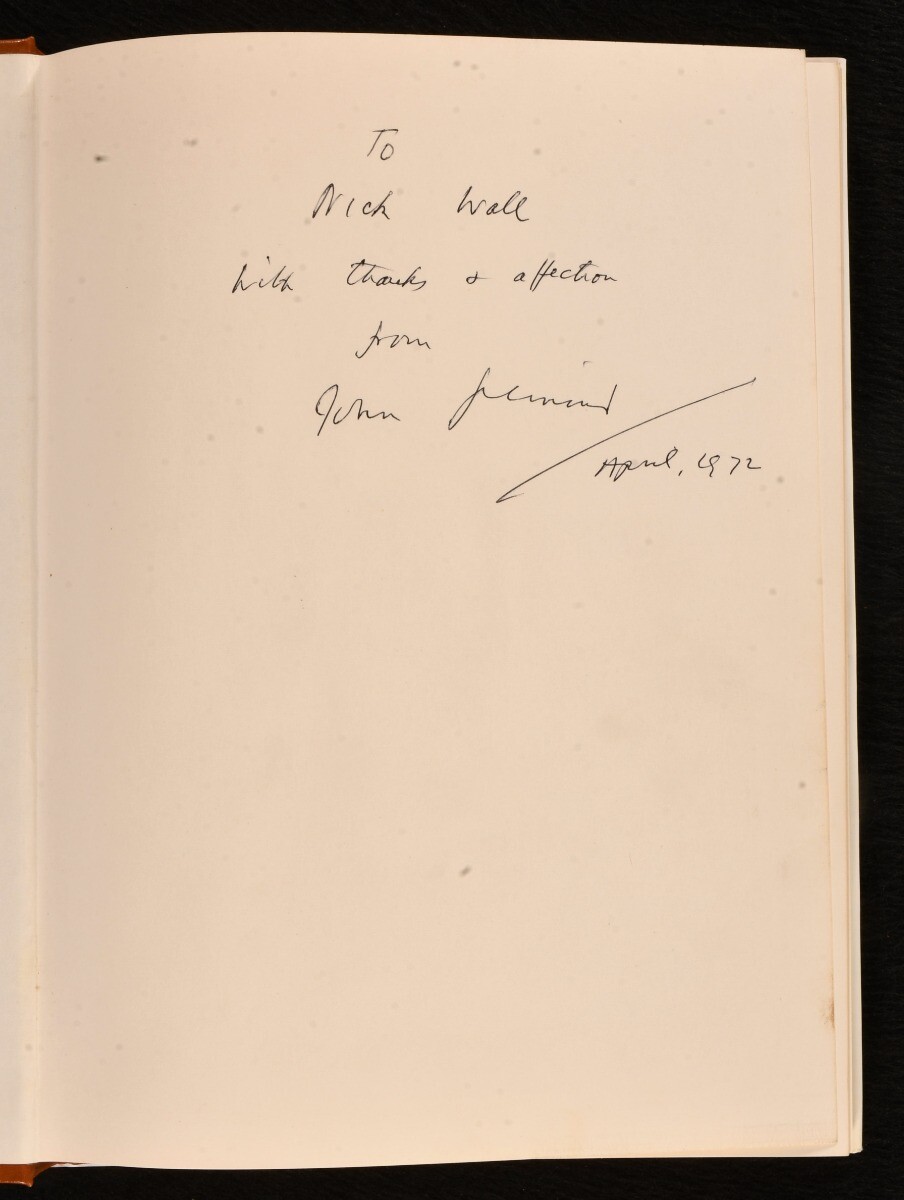 To
Nick Wall
with thanks & affection
from
John
April, 1972